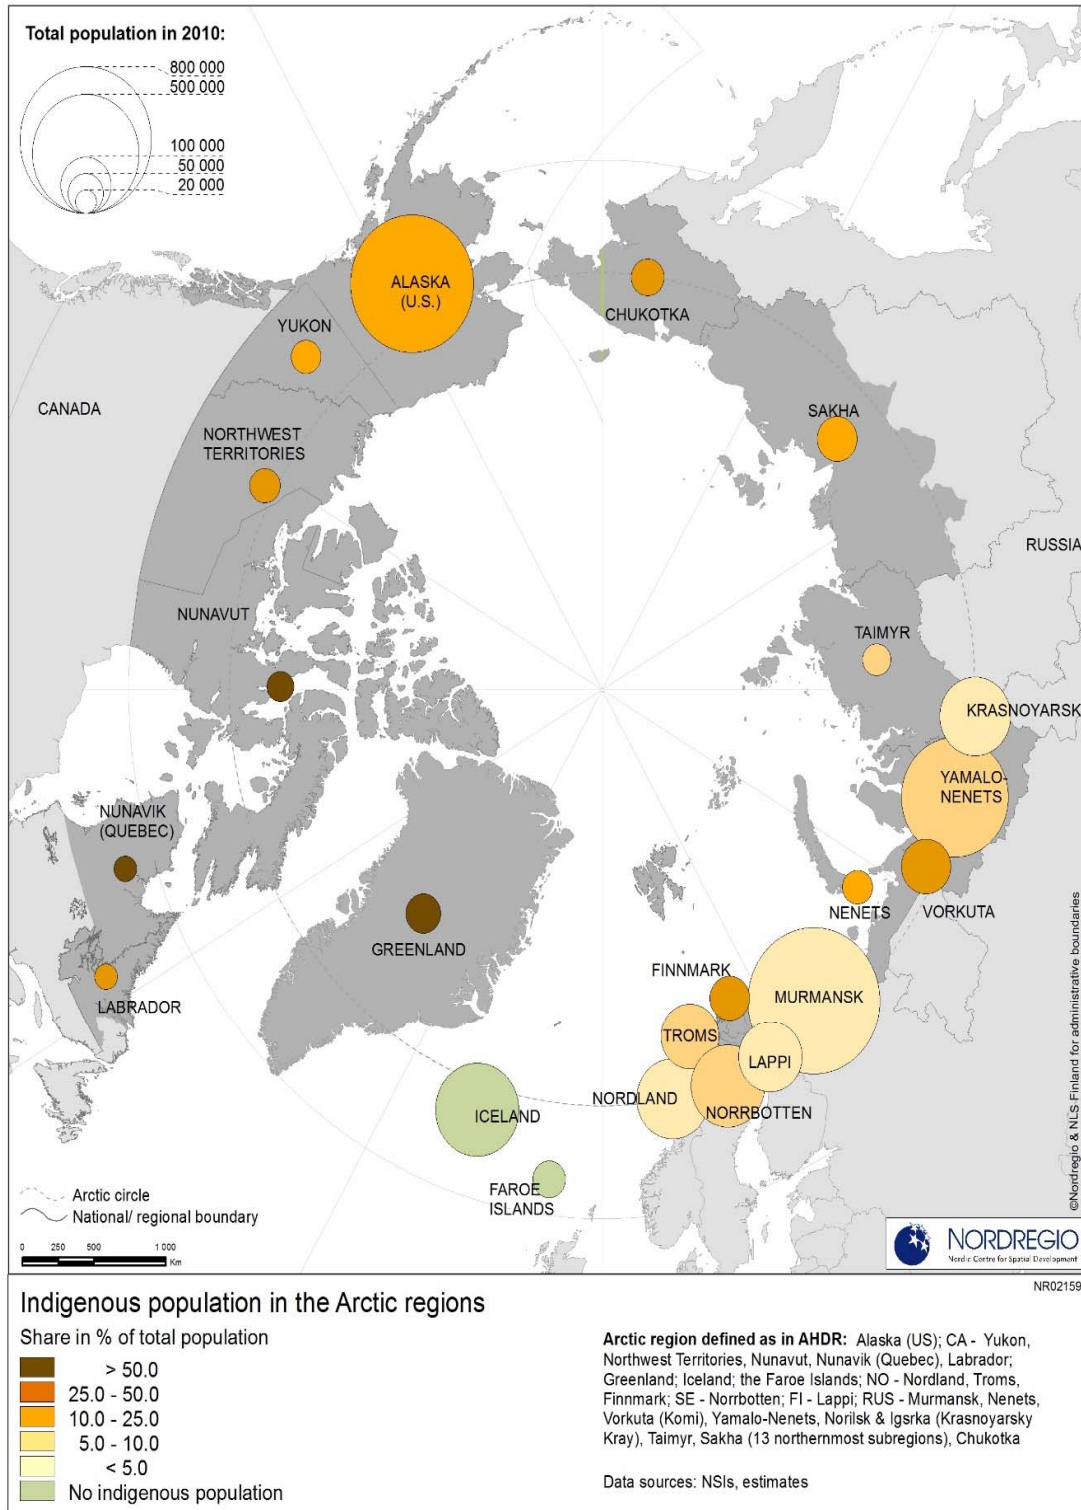 Total population in 2010:
800 000
500 000
100 000
50 000
20 000
ALASKA
(U.S.)
CHUKOTKA
YUKON
CANADA
SAKHA
NORTHWEST
TERRITORIES
RUSSIA
NUNAVUT
TAIMYR
KRASNOYARSK
YAMALO-
NENETS
NUNAVIK
(QUEBEC)
NENETS
VORKUTA
GREENLAND
FINNMARK
MURMANSK
LABRADOR
TROMS
LAPPI
NORDLAND
NORRBOTTEN
ICELAND
FAROE
ISLANDS
Arctic circle
National/ regional boundary
0 250 500 1 000
Km
©Nordregio & NLS Finland for administrative boundaries
NORDREGIO
Nordic Centre for Spatial Development
NR02159
Indigenous population in the Arctic regions
Share in % of total population
> 50.0
25.0 - 50.0
10.0 - 25.0
5.0 - 10.0
< 5.0
No indigenous population
Arctic region defined as in AHDR: Alaska (US); CA - Yukon,
Northwest Territories, Nunavut, Nunavik (Quebec), Labrador;
Greenland; Iceland; the Faroe Islands; NO - Nordland, Troms,
Finnmark; SE - Norrbotten; FI - Lappi; RUS - Murmansk, Nenets,
Vorkuta (Komi), Yamalo-Nenets, Norilsk & Igsrka (Krasnoyarsky
Kray), Taimyr, Sakha (13 northernmost subregions), Chukotka
Data sources: NSIs, estimates